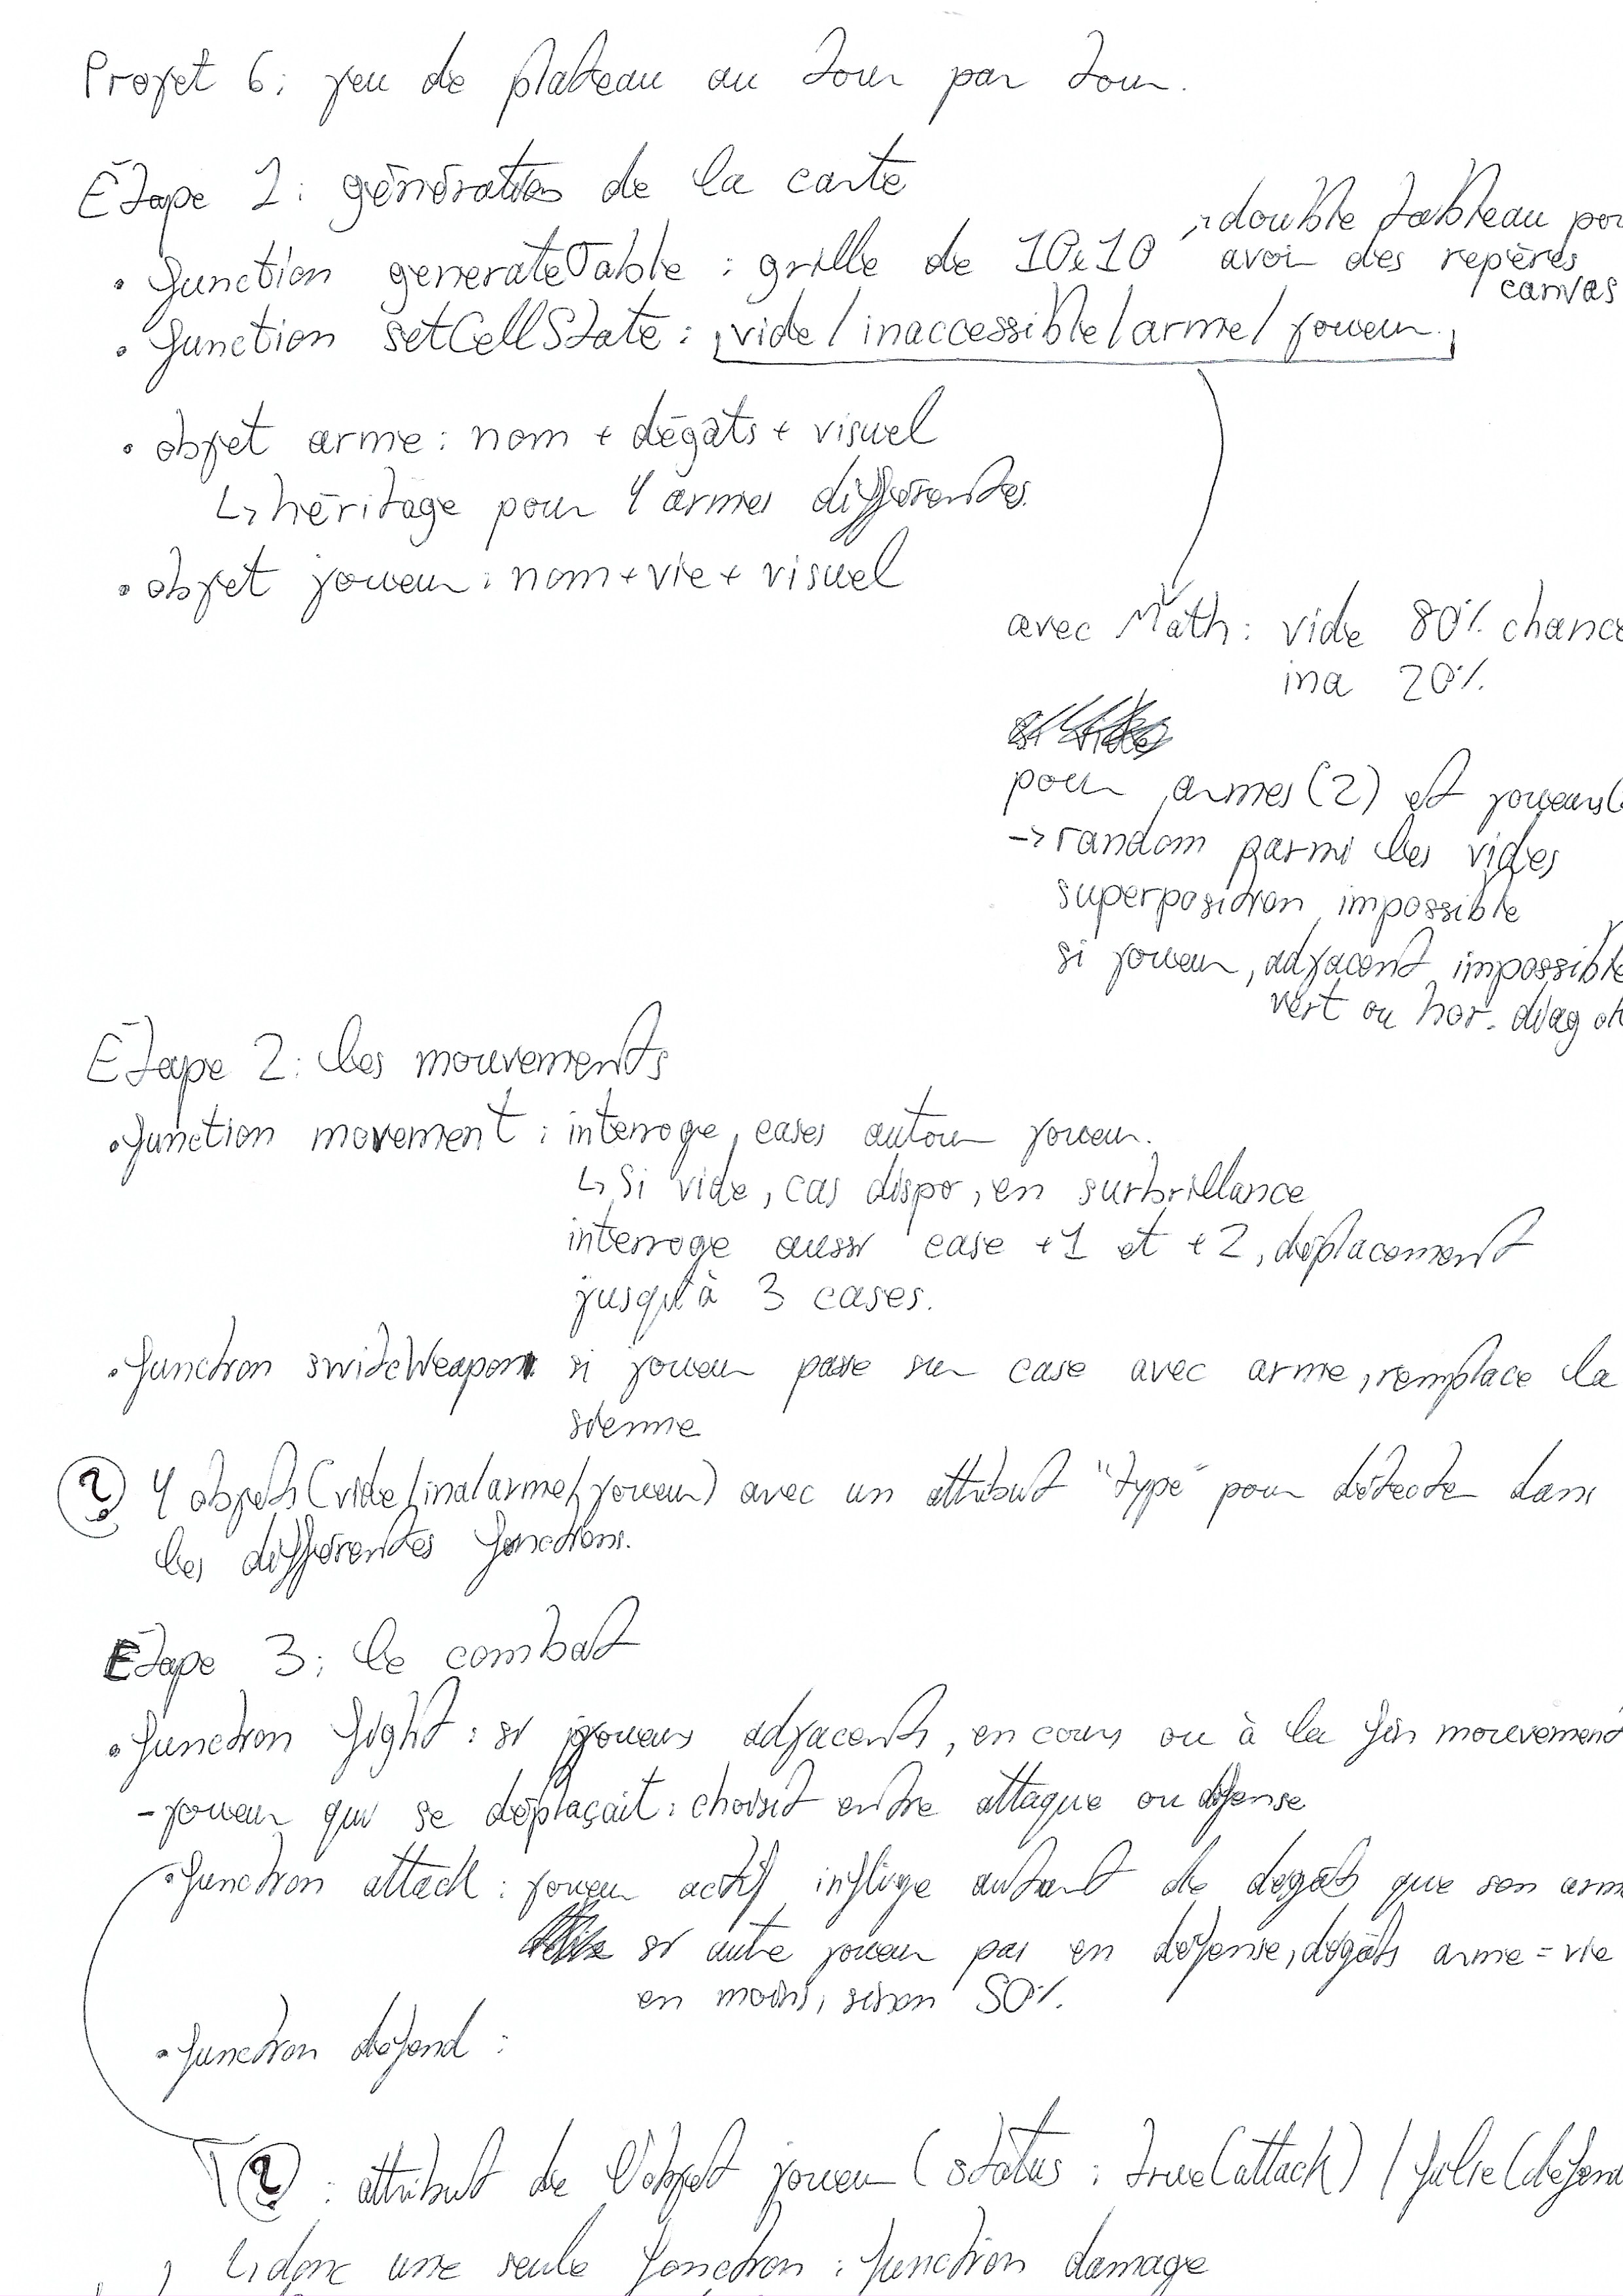 Projet 6: jeu de plateau au tour par tour.
Étape 1: génération de la carte
• function generateTable : grille de 10x10
→ double tableau pour
avoir des repères
canvas
• function setCellState : vide / inaccessible / arme / joueur
• objet arme : nom + dégâts + visuel
↳ héritage pour 4 armes différentes.
• objet joueur : nom + vie + visuel
avec Math : vide 80% chance
ina 20%
pour armes (2) et joueurs (
→ random parmi les vides
superposition impossible
si joueur, adjacent impossible
vert ou hor. diag ok
Étape 2: les mouvements
• function movement : interroge cases autour joueur.
↳ Si vide, cas dispo, en surbrillance
interroge aussi case +1 et +2, déplacement
jusqu'à 3 cases.
• function switcWeapon si joueur passe sur case avec arme, remplace la
sienne
? 4 objets (vide/ina/arme/joueur) avec un attribut "type" pour détecter dans
les différentes fonctions.
Étape 3: le combat
• function fight : si joueurs adjacents, en cours ou à la fin mouvement
- joueur qui se déplaçait : choisit entre attaque ou défense
• function attack : joueur actif inflige autant de dégâts que son arm
si autre joueur pas en défense, dégâts arme = vie
en moins, sinon 50%.
• function defend :
? : attribut de l'objet joueur (status : true (attack) / false (defend
↳ donc une seule fonction : function damage